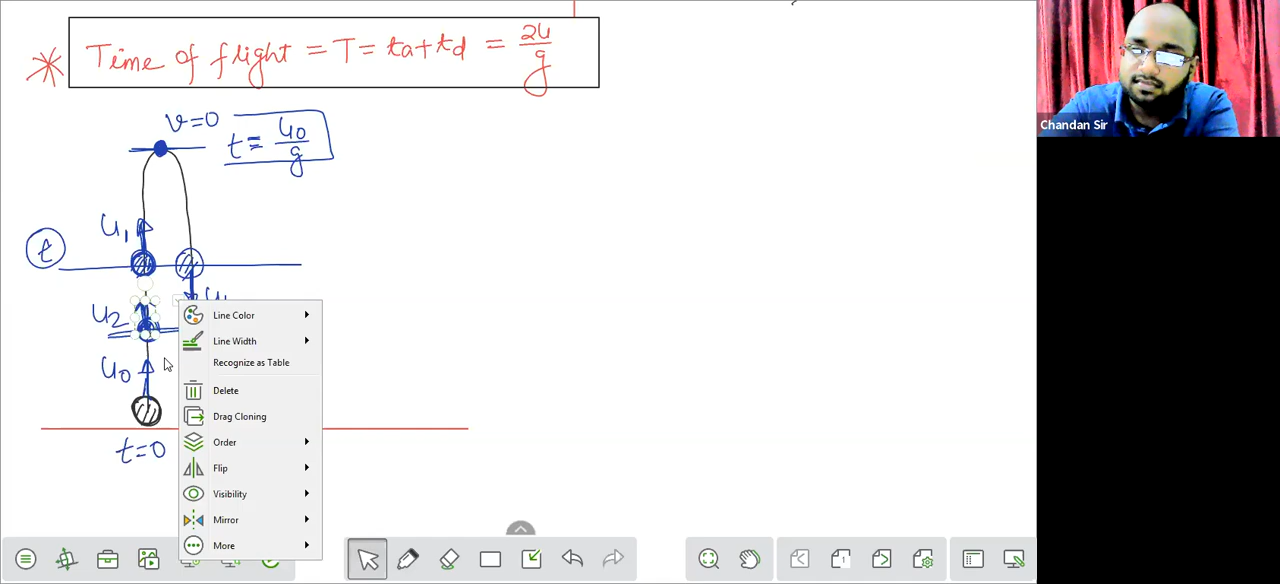 * Time of flight = T = ta+td = 2u/g
v=0
t = u0/g
u1
t
u2
u0
t=0
Chandan Sir
Line Color
Line Width
Recognize as Table
Delete
Drag Cloning
Order
Flip
Visibility
Mirror
More
1